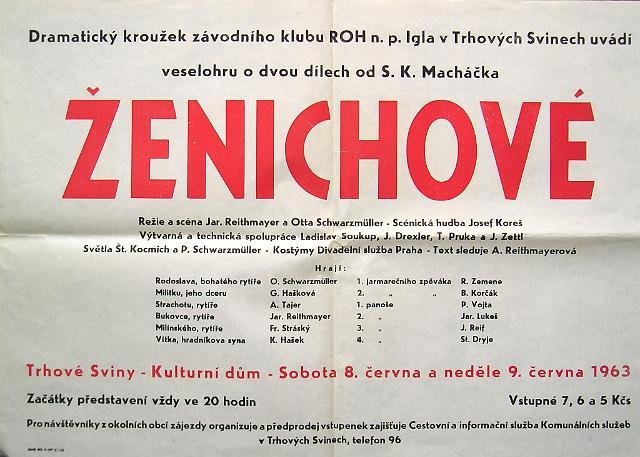 Dramatický kroužek závodního klubu ROH n. p. Igla v Trhových Svinech uvádí
veselohru o dvou dílech od S. K. Macháčka
ŽENICHOVÉ
Režie a scéna Jar. Reithmayer a Otta Schwarzmüller - Scénická hudba Josef Koreš
Výtvarná a technická spolupráce Ladislav Soukup, J. Drexler, T. Pruka a J. Zettl
Světla Št. Kocmich a P. Schwarzmüller - Kostýmy Divadelní služba Praha - Text sleduje A. Reithmayerová
Hrají:
Rodoslava, bohatého rytíře O. Schwarzmüller 1. jarmarečního zpěváka R. Zemene
Militku, jeho dceru G. Hašková 2. „ „ B. Korčák
Strachotu, rytíře A. Tajer 1. panoše P. Vojta
Bukovce, rytíře Jar. Reithmayer 2. „ Jar. Lukeš
Milínského, rytíře Fr. Stráský 3. „ J. Reif
Vítka, hradníkova syna K. Hašek 4. „ St. Dryje
Trhové Sviny - Kulturní dům - Sobota 8. června a neděle 9. června 1963
Začátky představení vždy ve 20 hodin Vstupné 7, 6 a 5 Kčs
Pro návštěvníky z okolních obcí zájezdy organizuje a předprodej vstupenek zajišťuje Cestovní a informační služba Komunálních služeb
v Trhových Svinech, telefon 96